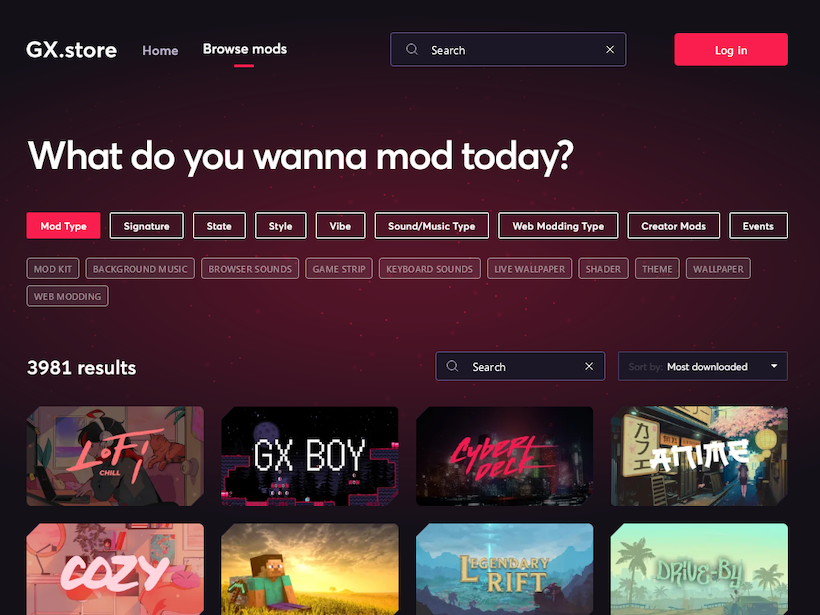 GX.store Home Browse mods Search Log in
What do you wanna mod today?
Mod Type Signature State Style Vibe Sound/Music Type Web Modding Type Creator Mods Events
MOD KIT BACKGROUND MUSIC BROWSER SOUNDS GAME STRIP KEYBOARD SOUNDS LIVE WALLPAPER SHADER THEME WALLPAPER
WEB MODDING
3981 results Search Sort by: Most downloaded
LOFI
CHILL
GX BOY
CYBER
DECK
カフェ
ANIME
COZY
LEGENDARY
RIFT
DRIVE-BY